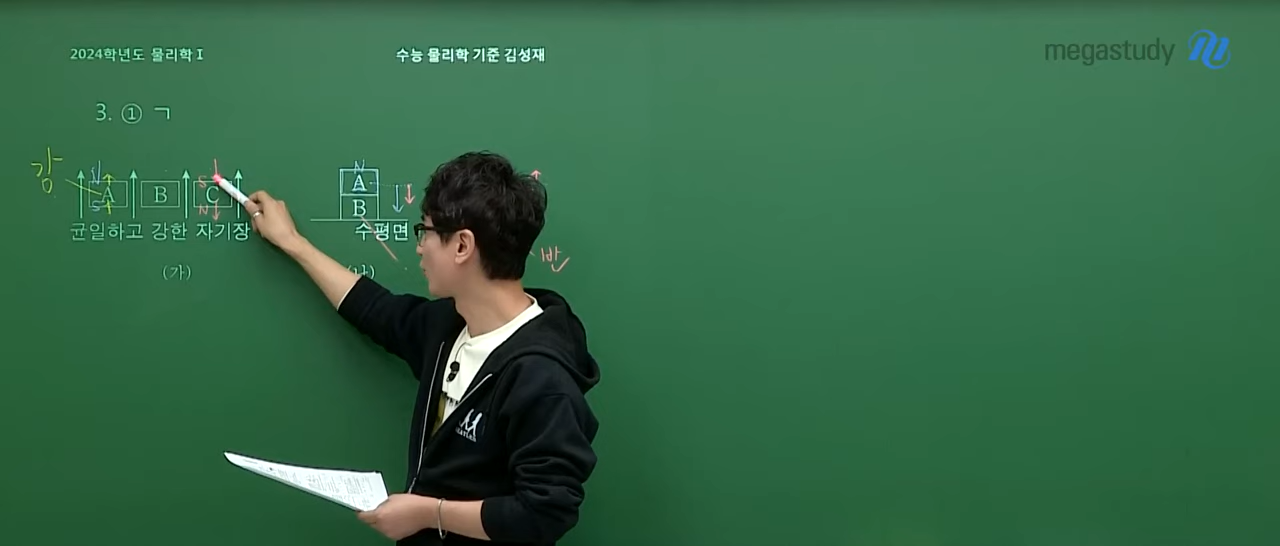 2024학년도 물리학 I
수능 물리학 기준 김성재
megastudy
3. ① ㄱ
강
N
S
A
B
S
C
N
균일하고 강한 자기장
(가)
N
A
B
수평면
(나)
반